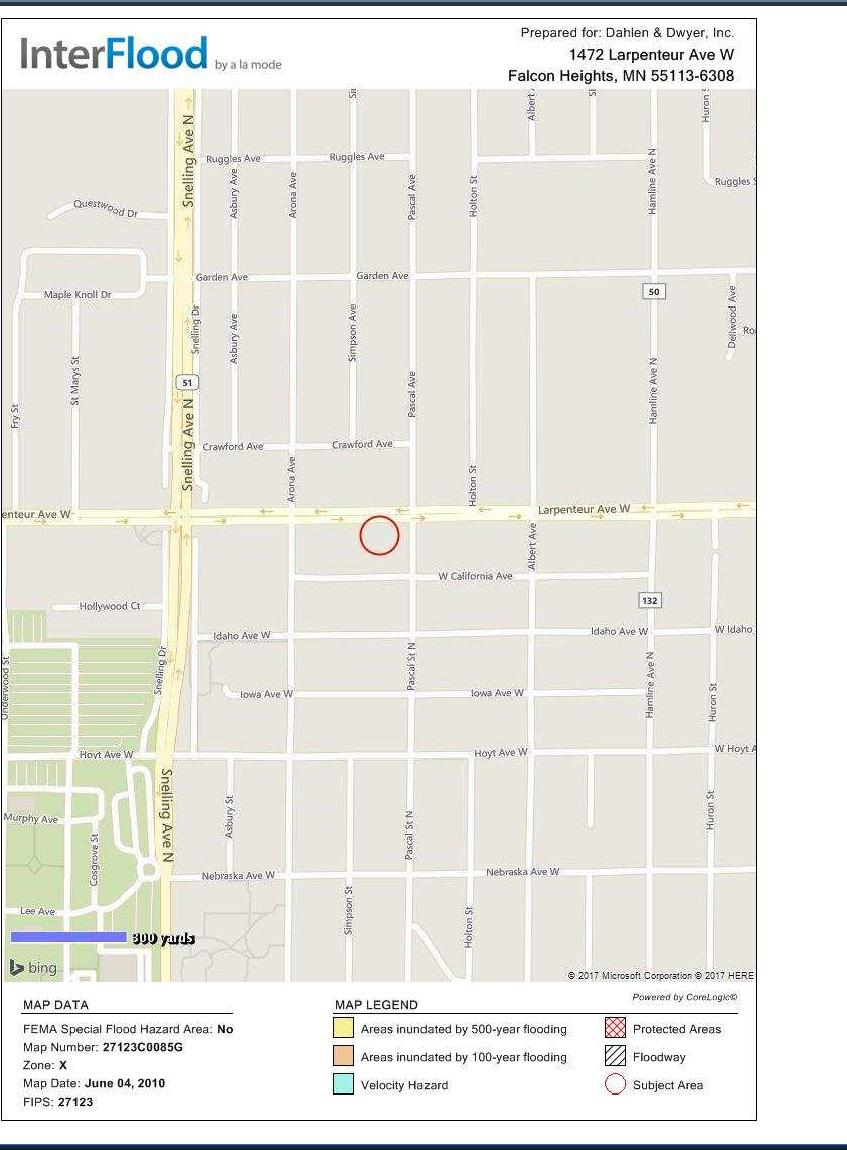 InterFlood by a la mode
Prepared for: Dahlen & Dwyer, Inc.
1472 Larpenteur Ave W
Falcon Heights, MN 55113-6308
Snelling Ave N
Albert
Hamline Ave N
Huron S
Ruggles Ave
Ruggles Ave
Ruggles S
Asbury Ave
Arona Ave
Pascal Ave
Holton St
Questwood Dr
Garden Ave
Garden Ave
Maple Knoll Dr
50
Dellwood Ave
Ro
Snelling Dr
Asbury Ave
Simpson Ave
Fry St
St Marys St
51
Pascal Ave
Hamline Ave N
Snelling Ave N
Crawford Ave
Crawford Ave
Arona Ave
Holton St
enteur Ave W
Larpenteur Ave W
Albert Ave
W California Ave
Hollywood Ct
132
Idaho Ave W
Idaho Ave W
W Idaho
Underwood St
Snelling Dr
Pascal St N
Hamline Ave N
Huron St
Iowa Ave W
Iowa Ave W
Hoyt Ave W
Hoyt Ave W
W Hoyt A
Snelling Ave N
Murphy Ave
Cosgrove St
Asbury St
Pascal St N
Huron St
Nebraska Ave W
Nebraska Ave W
Lee Ave
Simpson St
Holton St
300 yards
bing
© 2017 Microsoft Corporation © 2017 HERE
Powered by CoreLogic®
MAP DATA
FEMA Special Flood Hazard Area: No
Map Number: 27123C0085G
Zone: X
Map Date: June 04, 2010
FIPS: 27123
MAP LEGEND
Areas inundated by 500-year flooding
Areas inundated by 100-year flooding
Velocity Hazard
Protected Areas
Floodway
Subject Area